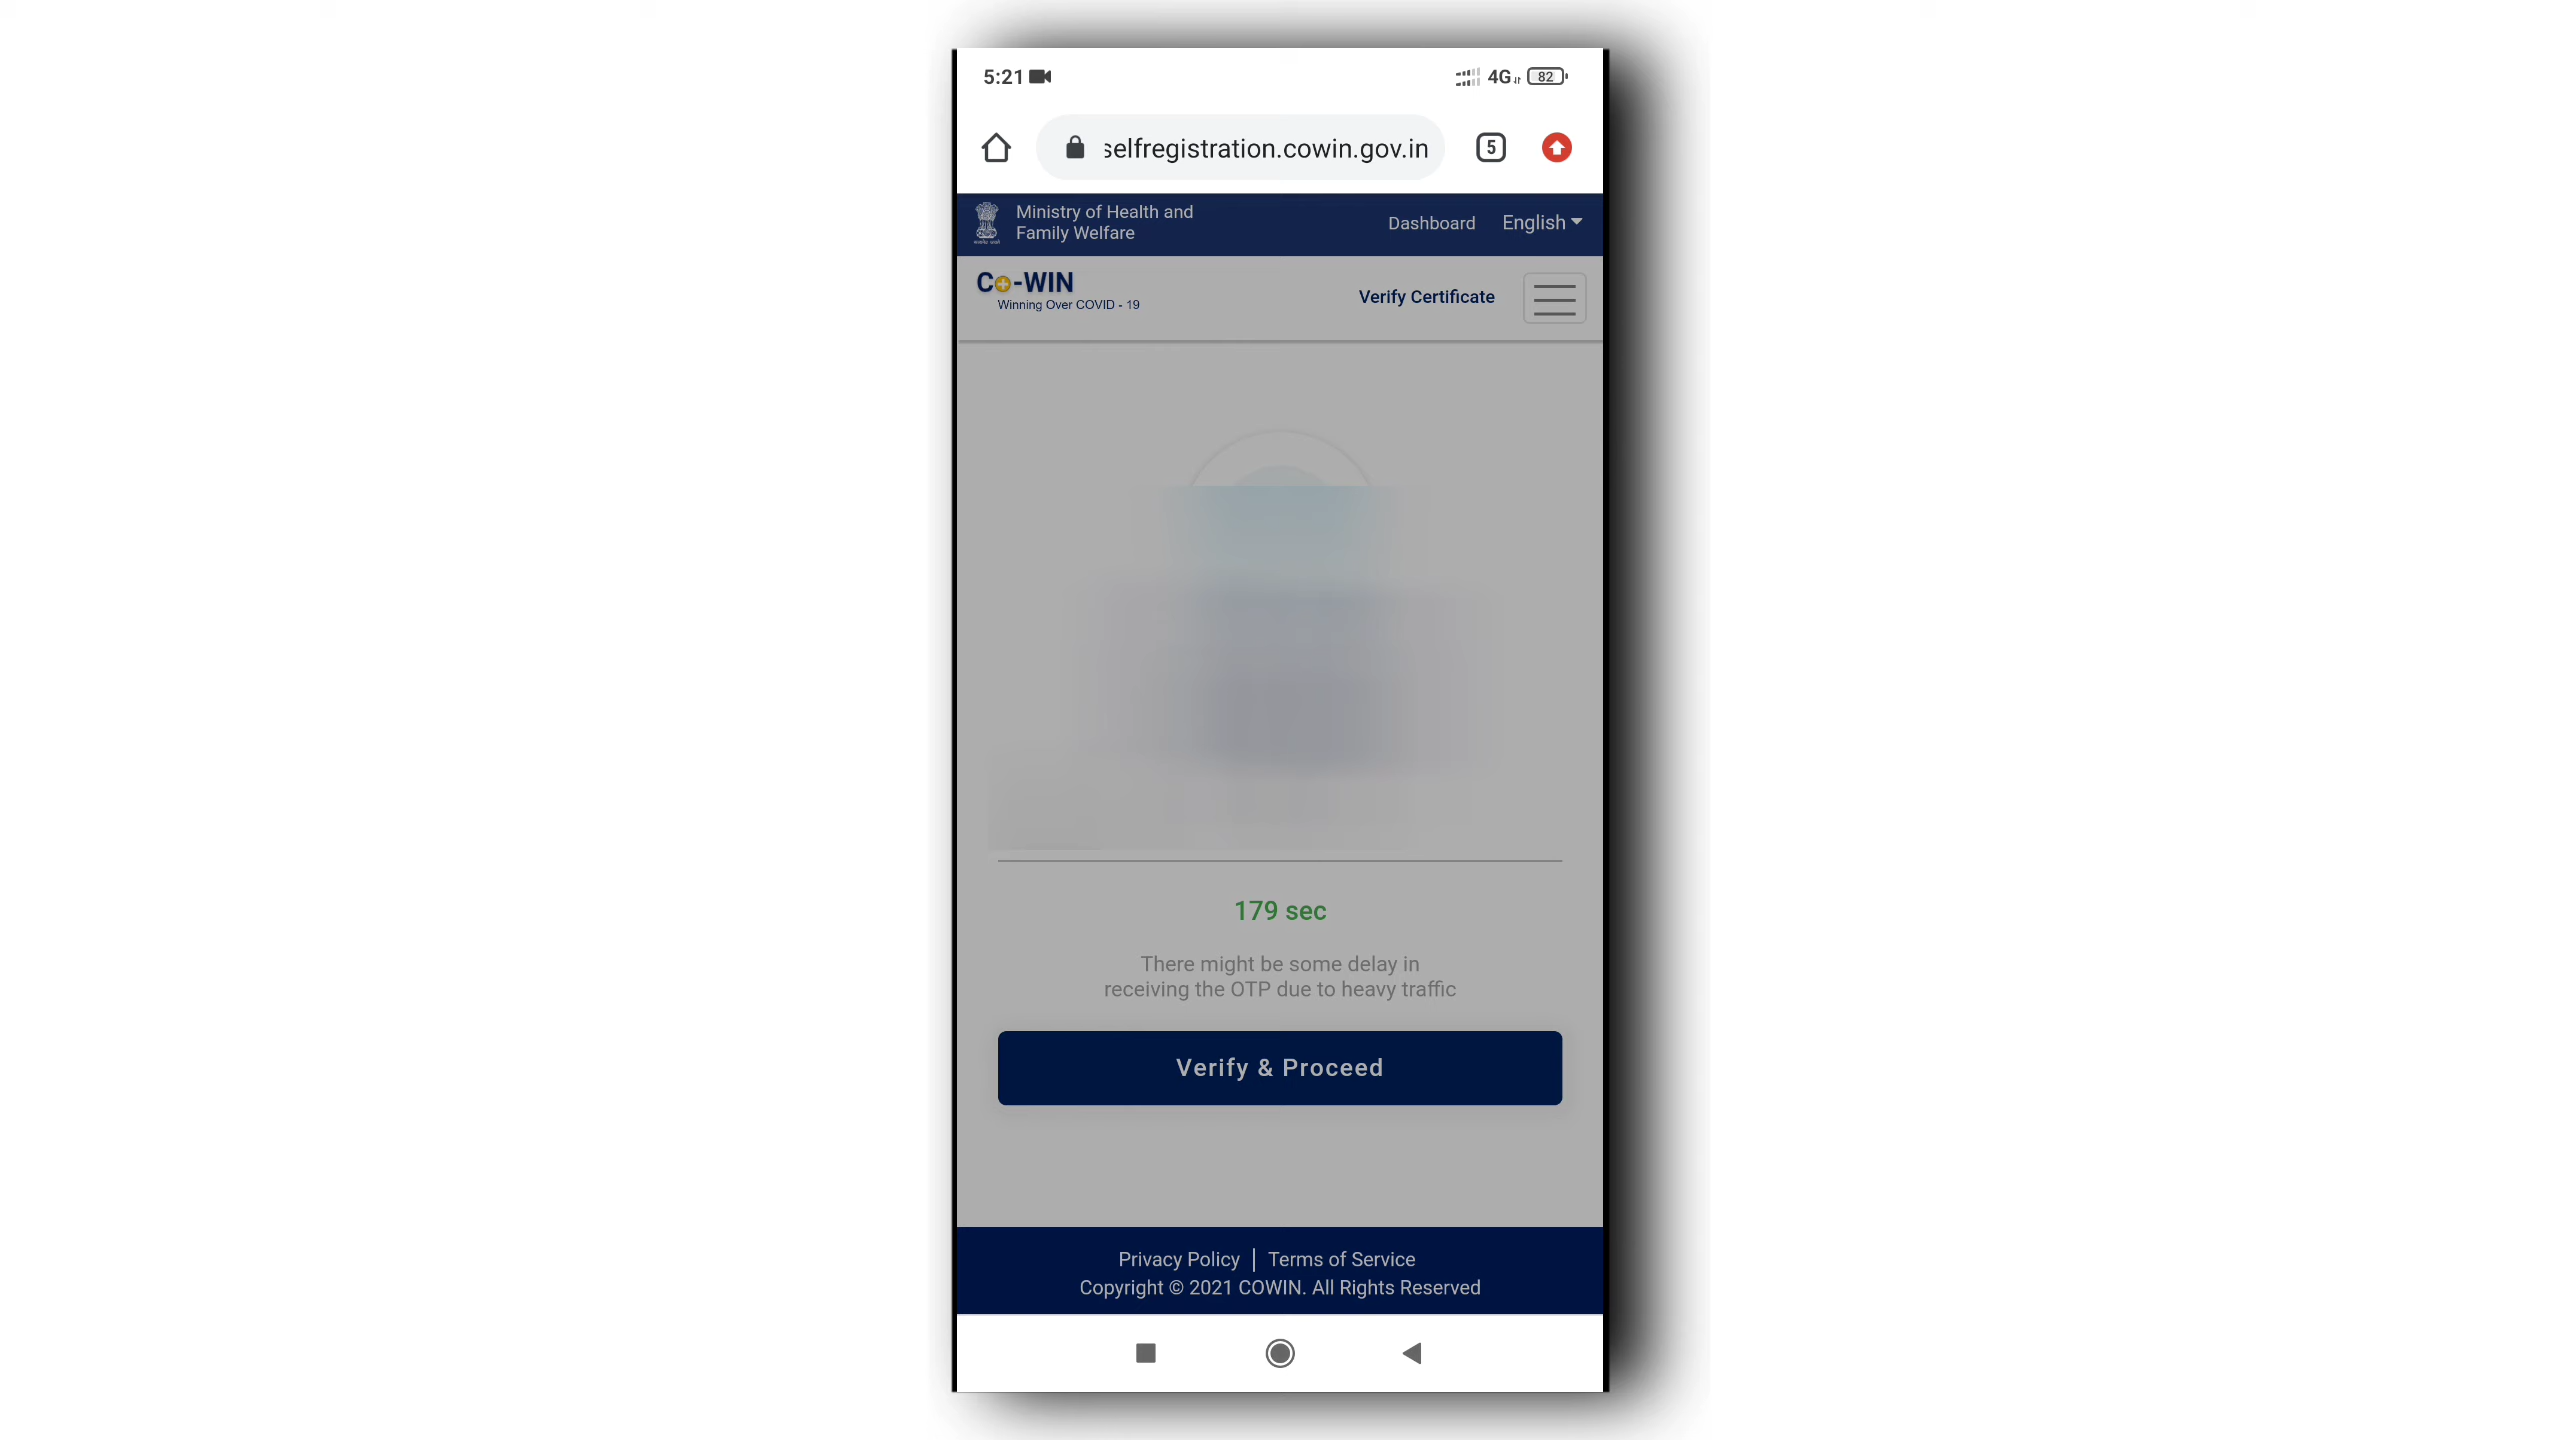 5:21 4G 82
selfregistration.cowin.gov.in 5
Ministry of Health and
Family Welfare
Dashboard English
Co-WIN
Winning Over COVID - 19
Verify Certificate
179 sec
There might be some delay in
receiving the OTP due to heavy traffic
Verify & Proceed
Privacy Policy | Terms of Service
Copyright © 2021 COWIN. All Rights Reserved